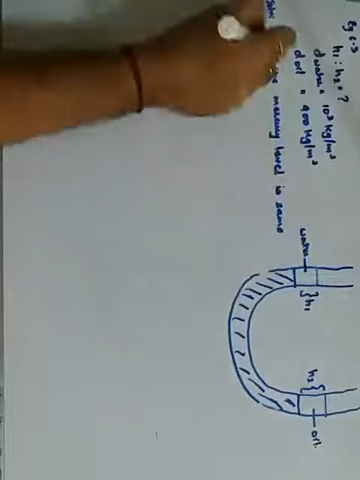 eg 6.3
h₁ : h₂ = ?
dwater = 10³ kg/m³
doil = 900 kg/m³
mercury level is same
water
}h₁
h₂{
oil